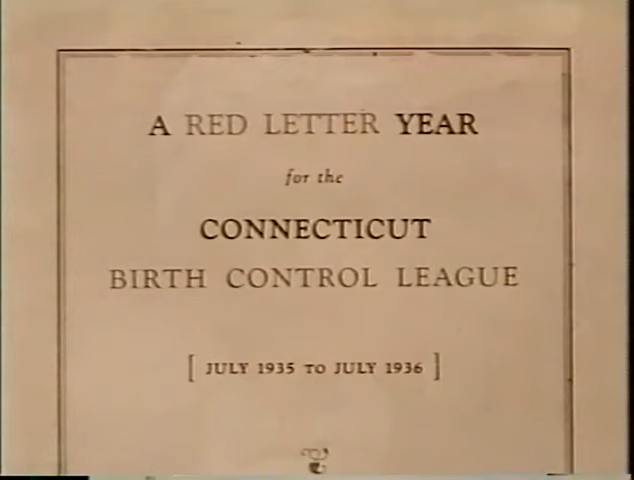 A RED LETTER YEAR
for the
CONNECTICUT
BIRTH CONTROL LEAGUE
[ JULY 1935 TO JULY 1936 ]